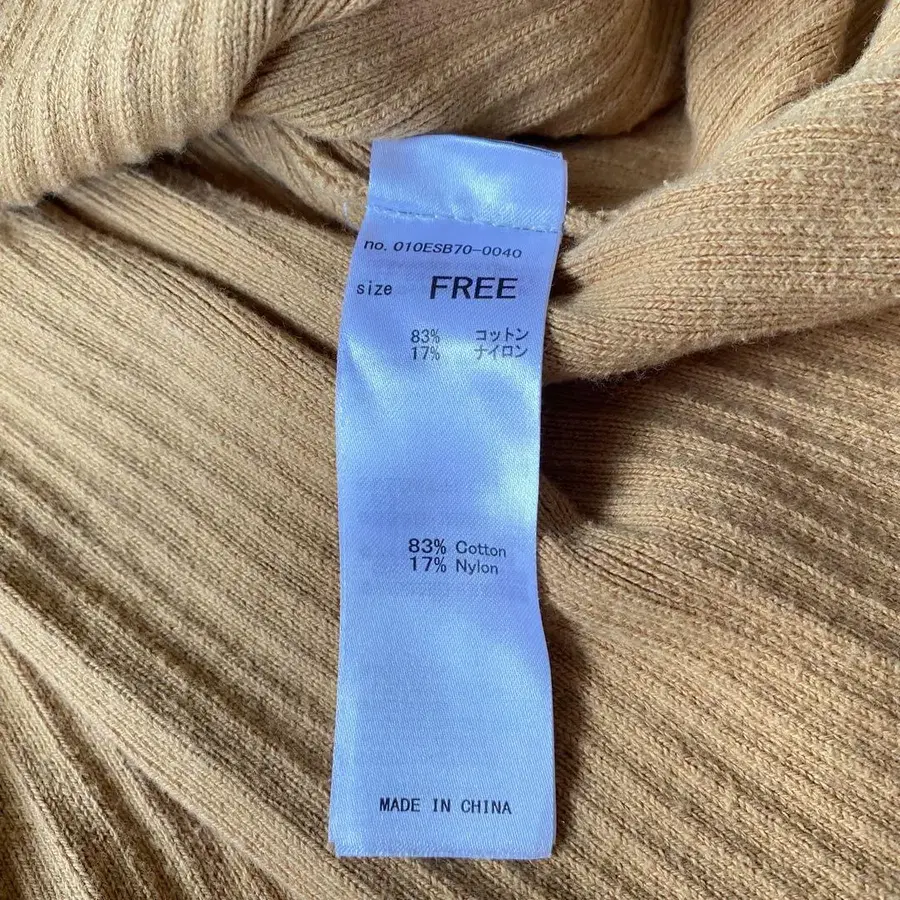 no. 010ESB70-0040
size FREE
83% コットン
17% ナイロン
83% Cotton
17% Nylon
MADE IN CHINA